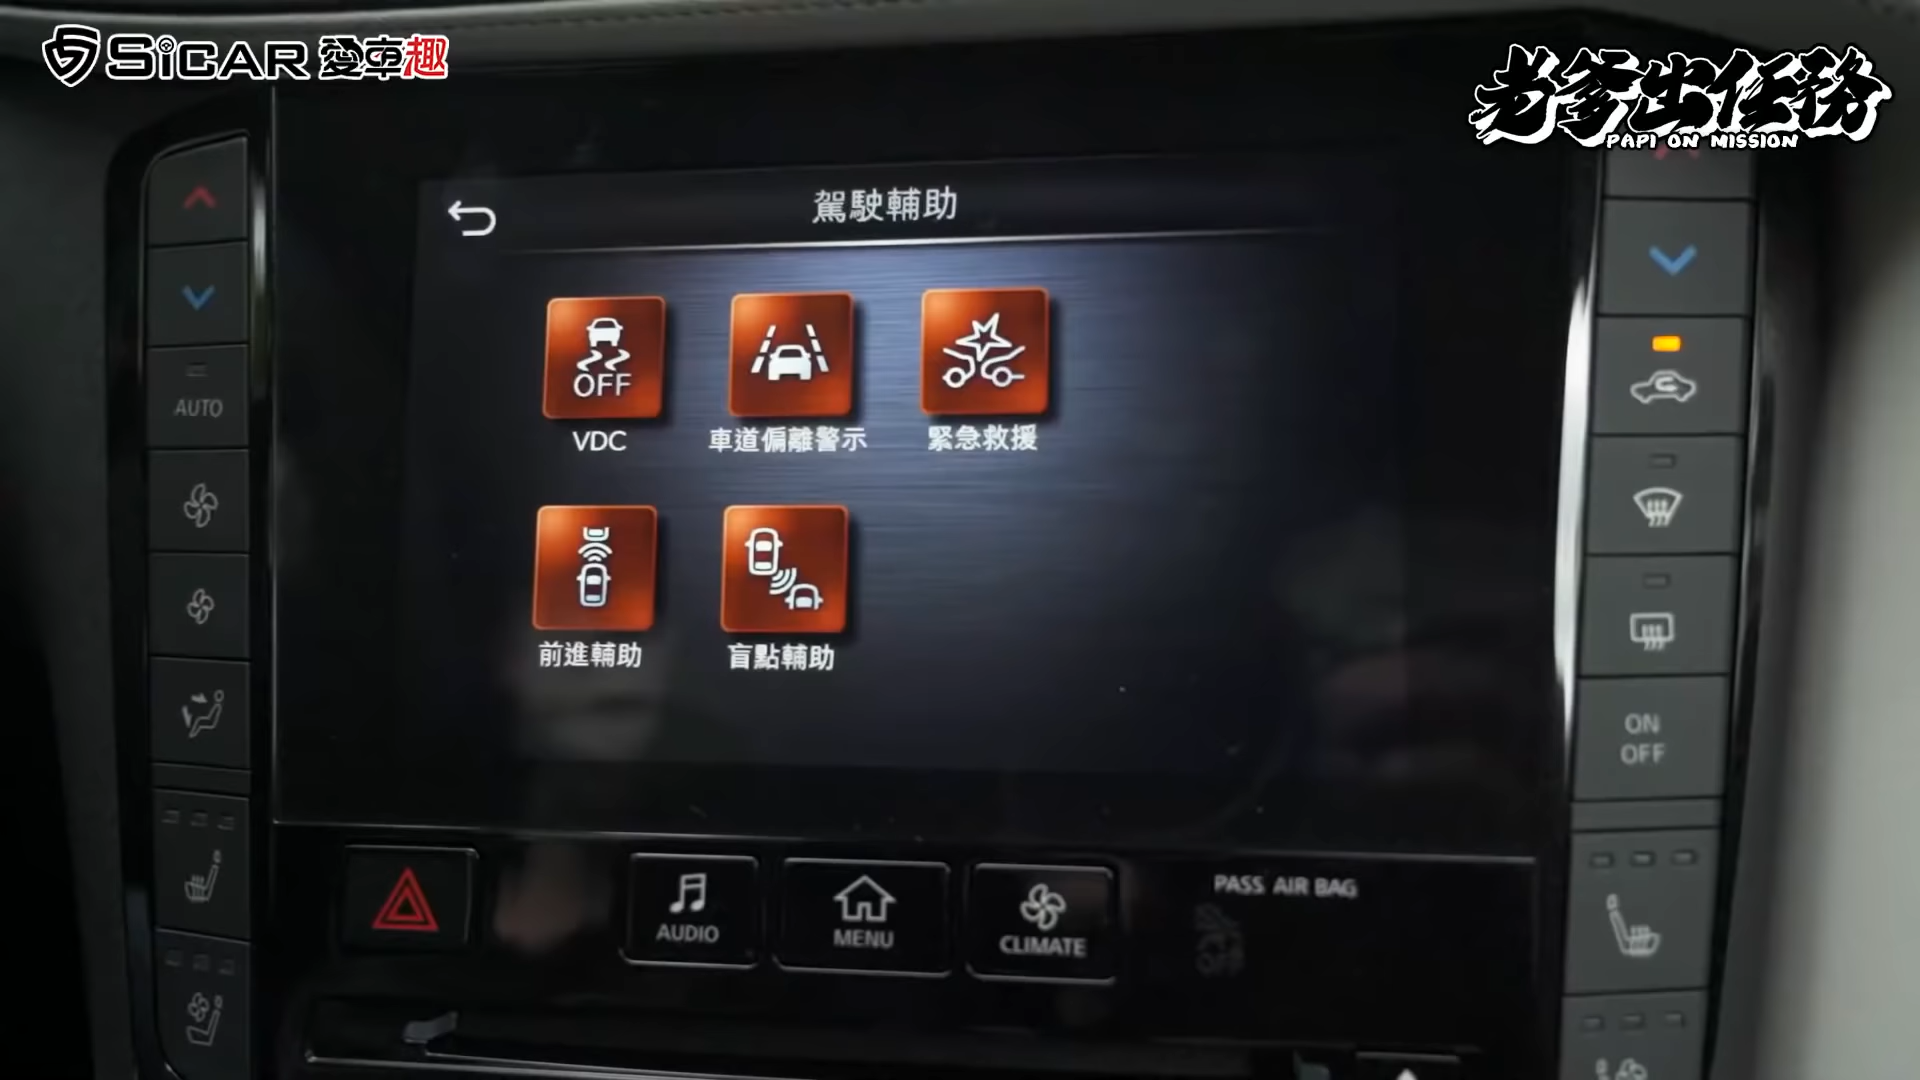 SiCAR 愛車趣
老爹出任務
PAPI ON MISSION
駕駛輔助
OFF
VDC
車道偏離警示
緊急救援
前進輔助
盲點輔助
AUTO
ON
OFF
AUDIO
MENU
CLIMATE
PASS AIR BAG